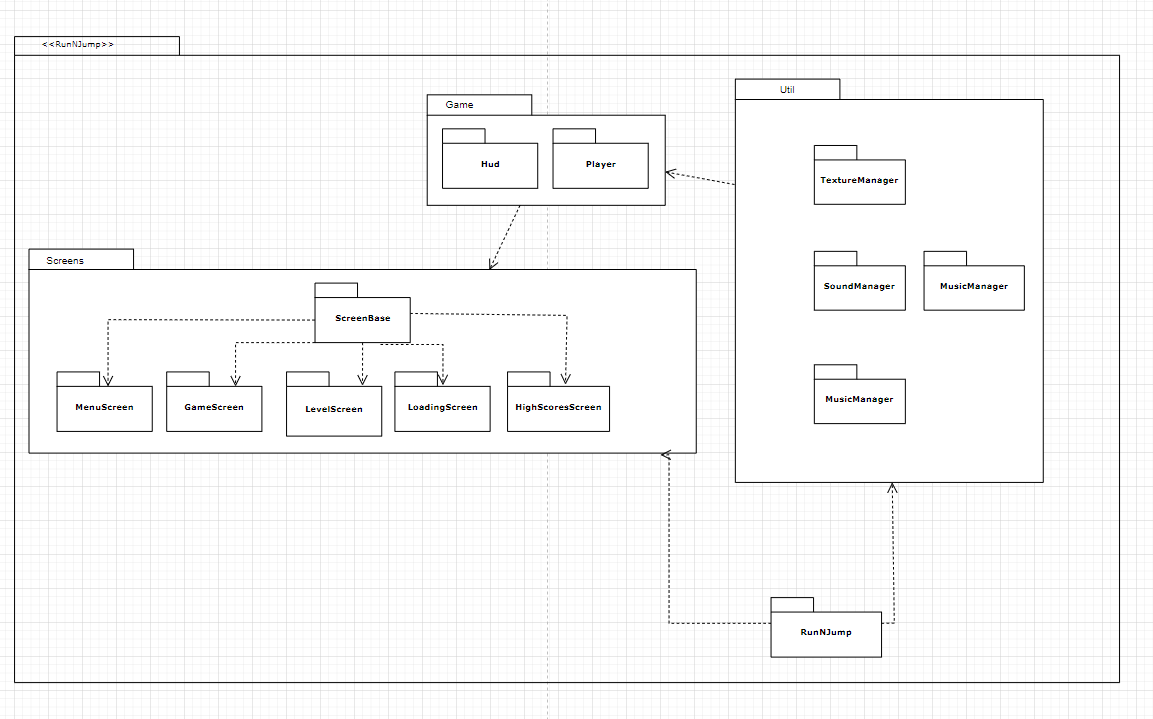 <<RunNJump>>
Util
Game
Hud
Player
TextureManager
Screens
SoundManager
MusicManager
ScreenBase
MenuScreen
GameScreen
LevelScreen
LoadingScreen
HighScoresScreen
MusicManager
RunNJump